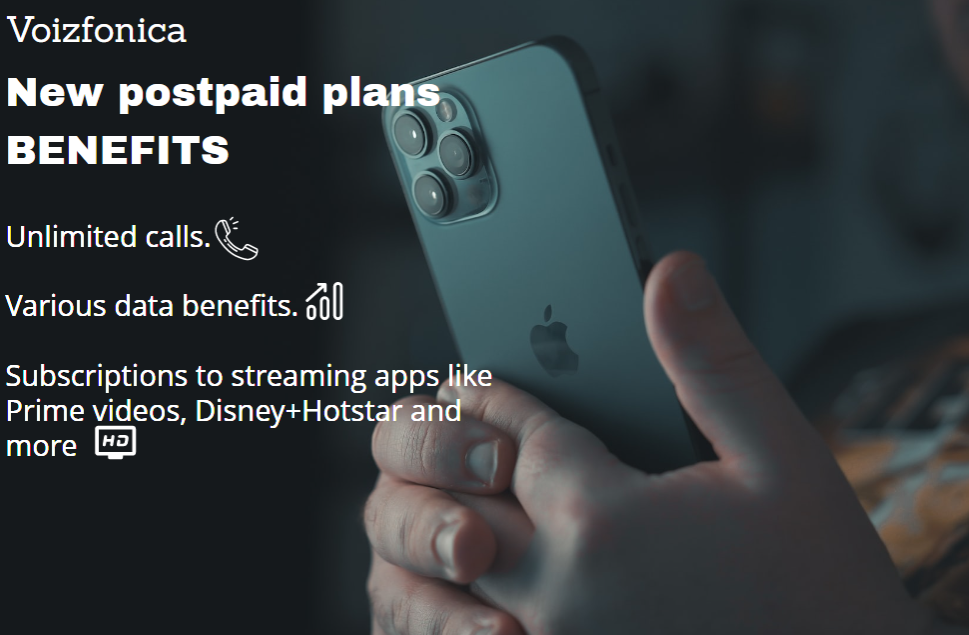 Voizfonica
New postpaid plans
BENEFITS
Unlimited calls.
Various data benefits.
Subscriptions to streaming apps like
Prime videos, Disney+Hotstar and
more HD